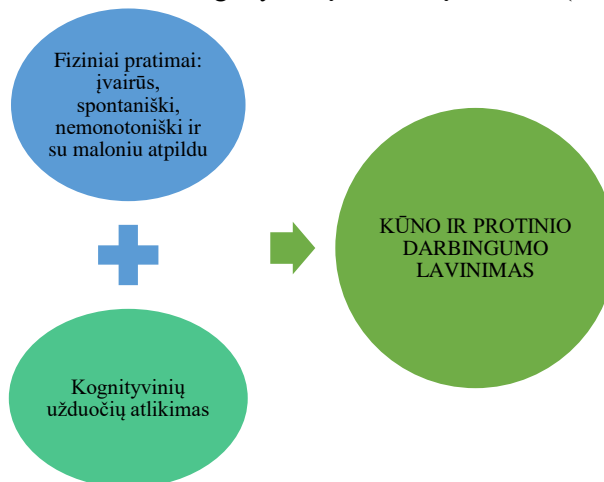 Fiziniai pratimai:
įvairūs,
spontaniški,
nemonotoniški ir
su maloniu atpildu
KŪNO IR PROTINIO
DARBINGUMO
LAVINIMAS
Kognityvinių
užduočių atlikimas